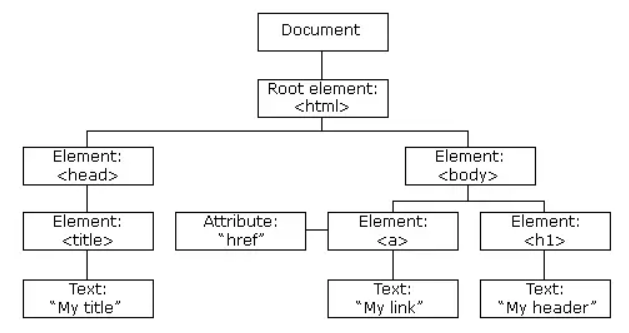 Document
Root element:
<html>
Element:
<head>
Element:
<body>
Element:
<title>
Attribute:
“href”
Element:
<a>
Element:
<h1>
Text:
“My title”
Text:
“My link”
Text:
“My header”